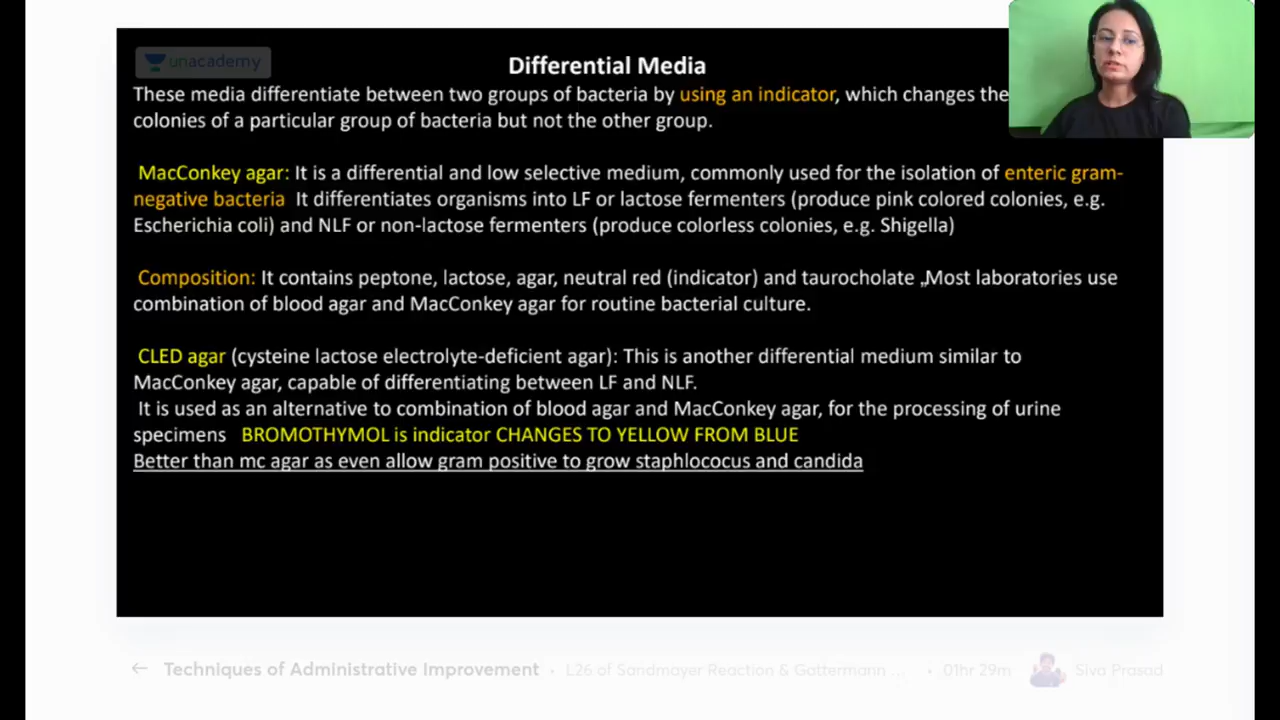 unacademy
Differential Media
These media differentiate between two groups of bacteria by using an indicator, which changes the
colonies of a particular group of bacteria but not the other group.
MacConkey agar: It is a differential and low selective medium, commonly used for the isolation of enteric gram-
negative bacteria It differentiates organisms into LF or lactose fermenters (produce pink colored colonies, e.g.
Escherichia coli) and NLF or non-lactose fermenters (produce colorless colonies, e.g. Shigella)
Composition: It contains peptone, lactose, agar, neutral red (indicator) and taurocholate ,Most laboratories use
combination of blood agar and MacConkey agar for routine bacterial culture.
CLED agar (cysteine lactose electrolyte-deficient agar): This is another differential medium similar to
MacConkey agar, capable of differentiating between LF and NLF.
It is used as an alternative to combination of blood agar and MacConkey agar, for the processing of urine
specimens BROMOTHYMOL is indicator CHANGES TO YELLOW FROM BLUE
Better than mc agar as even allow gram positive to grow staphlococus and candida
← Techniques of Administrative Improvement • L26 of Sandmayer Reaction & Gattermann ... • 01hr 29m Siva Prasad